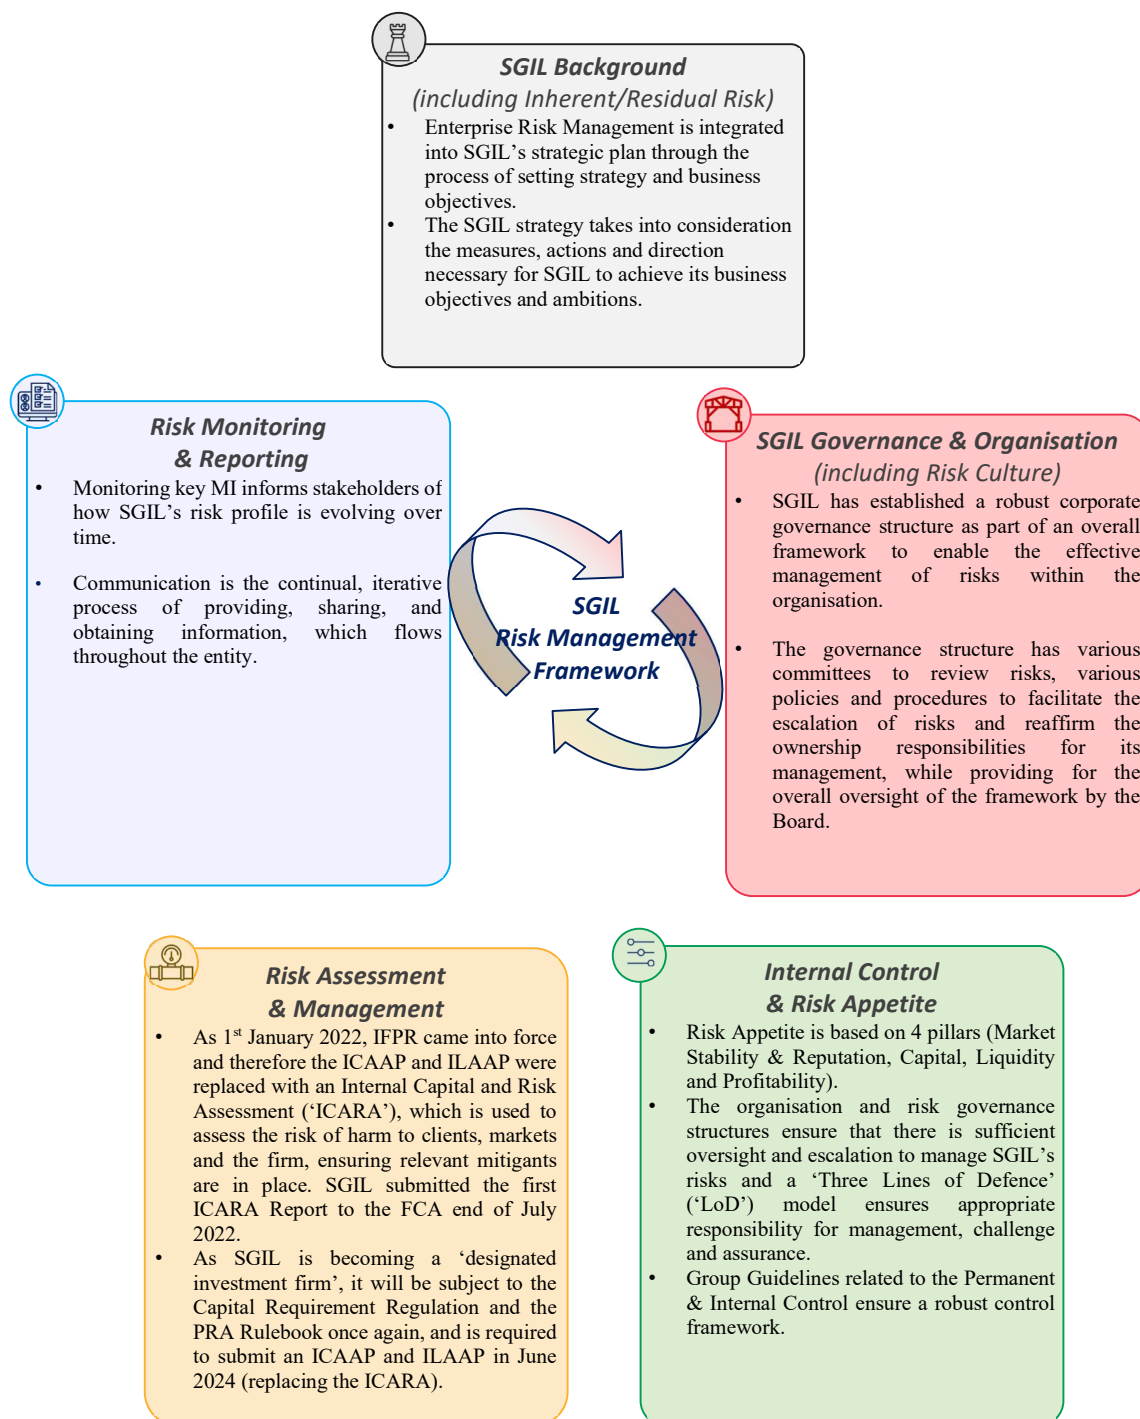 SGIL Background
(including Inherent/Residual Risk)
• Enterprise Risk Management is integrated
into SGIL’s strategic plan through the
process of setting strategy and business
objectives.
• The SGIL strategy takes into consideration
the measures, actions and direction
necessary for SGIL to achieve its business
objectives and ambitions.
Risk Monitoring
& Reporting
• Monitoring key MI informs stakeholders of
how SGIL’s risk profile is evolving over
time.
• Communication is the continual, iterative
process of providing, sharing, and
obtaining information, which flows
throughout the entity.
SGIL
Risk Management
Framework
SGIL Governance & Organisation
(including Risk Culture)
• SGIL has established a robust corporate
governance structure as part of an overall
framework to enable the effective
management of risks within the
organisation.
• The governance structure has various
committees to review risks, various
policies and procedures to facilitate the
escalation of risks and reaffirm the
ownership responsibilities for its
management, while providing for the
overall oversight of the framework by the
Board.
Risk Assessment
& Management
• As 1st January 2022, IFPR came into force
and therefore the ICAAP and ILAAP were
replaced with an Internal Capital and Risk
Assessment (‘ICARA’), which is used to
assess the risk of harm to clients, markets
and the firm, ensuring relevant mitigants
are in place. SGIL submitted the first
ICARA Report to the FCA end of July
2022.
• As SGIL is becoming a ‘designated
investment firm’, it will be subject to the
Capital Requirement Regulation and the
PRA Rulebook once again, and is required
to submit an ICAAP and ILAAP in June
2024 (replacing the ICARA).
Internal Control
& Risk Appetite
• Risk Appetite is based on 4 pillars (Market
Stability & Reputation, Capital, Liquidity
and Profitability).
• The organisation and risk governance
structures ensure that there is sufficient
oversight and escalation to manage SGIL’s
risks and a ‘Three Lines of Defence’
(‘LoD’) model ensures appropriate
responsibility for management, challenge
and assurance.
• Group Guidelines related to the Permanent
& Internal Control ensure a robust control
framework.